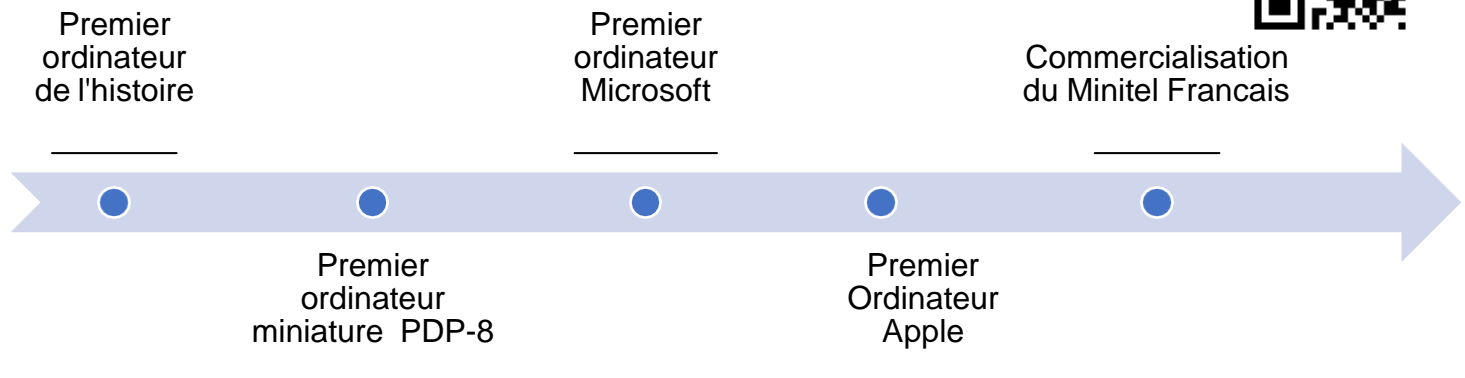 Premier
ordinateur
de l'histoire
Premier
ordinateur
miniature PDP-8
Premier
ordinateur
Microsoft
Premier
Ordinateur
Apple
Commercialisation
du Minitel Francais